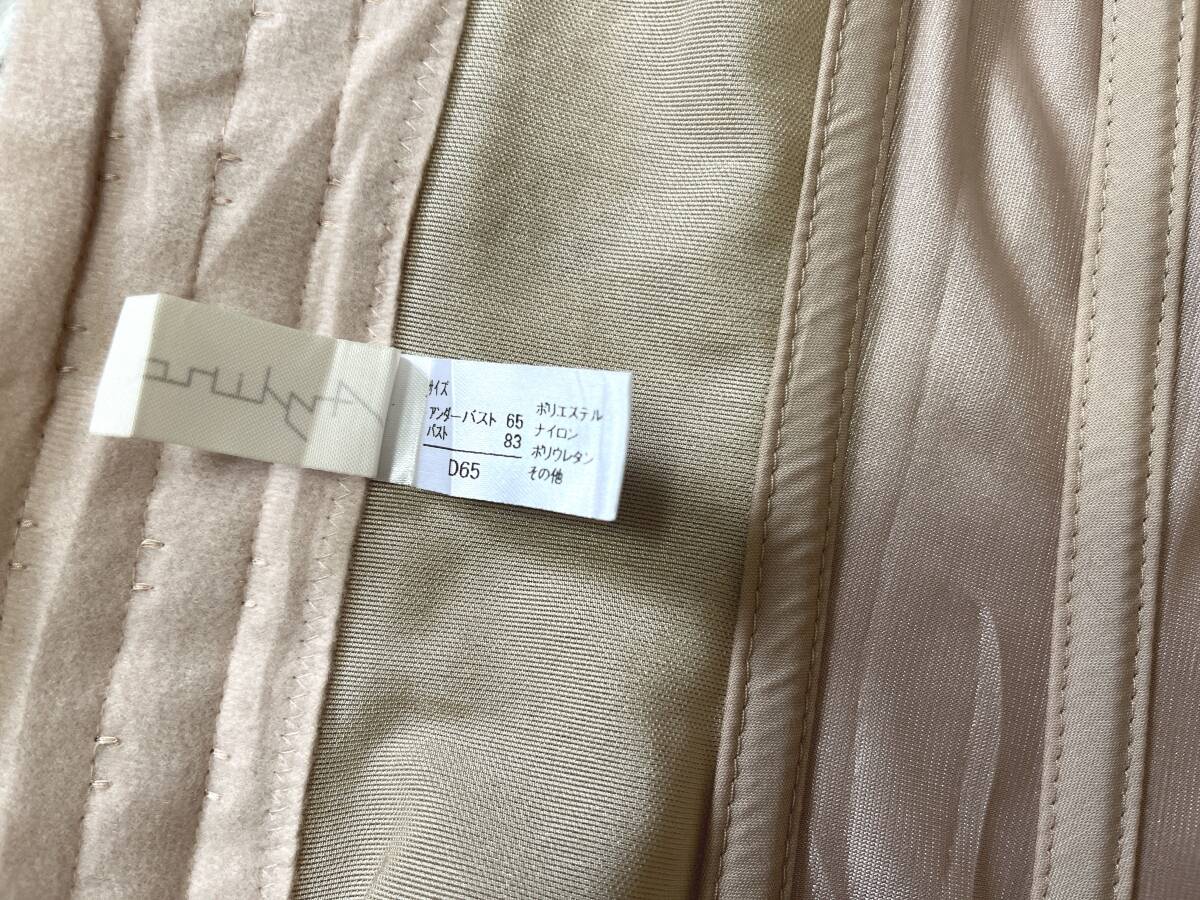 サイズ
アンダーバスト 65
バスト 83
D65
ポリエステル
ナイロン
ポリウレタン
その他